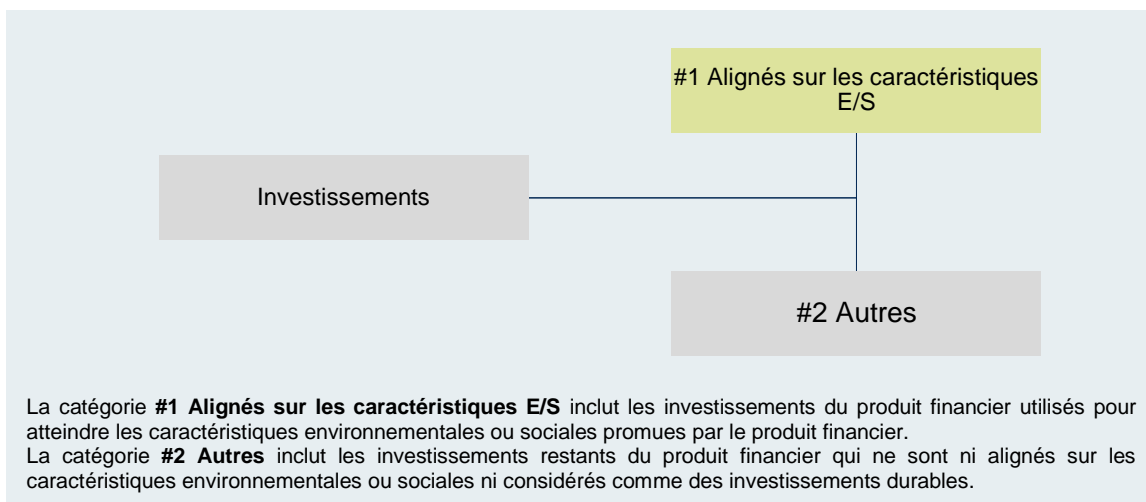 #1 Alignés sur les caractéristiques
E/S
Investissements
#2 Autres
La catégorie #1 Alignés sur les caractéristiques E/S inclut les investissements du produit financier utilisés pour
atteindre les caractéristiques environnementales ou sociales promues par le produit financier.
La catégorie #2 Autres inclut les investissements restants du produit financier qui ne sont ni alignés sur les
caractéristiques environnementales ou sociales ni considérés comme des investissements durables.